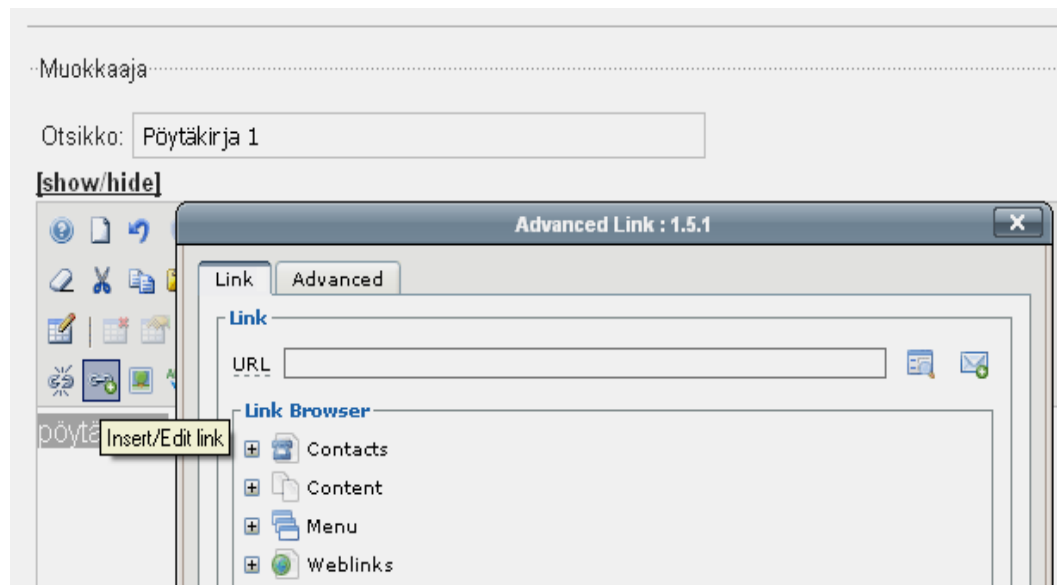 Muokkaaja
Otsikko: Pöytäkirja 1
[show/hide]
Advanced Link : 1.5.1
Link Advanced
Link
URL
Link Browser
Insert/Edit link
Contacts
Content
Menu
Weblinks